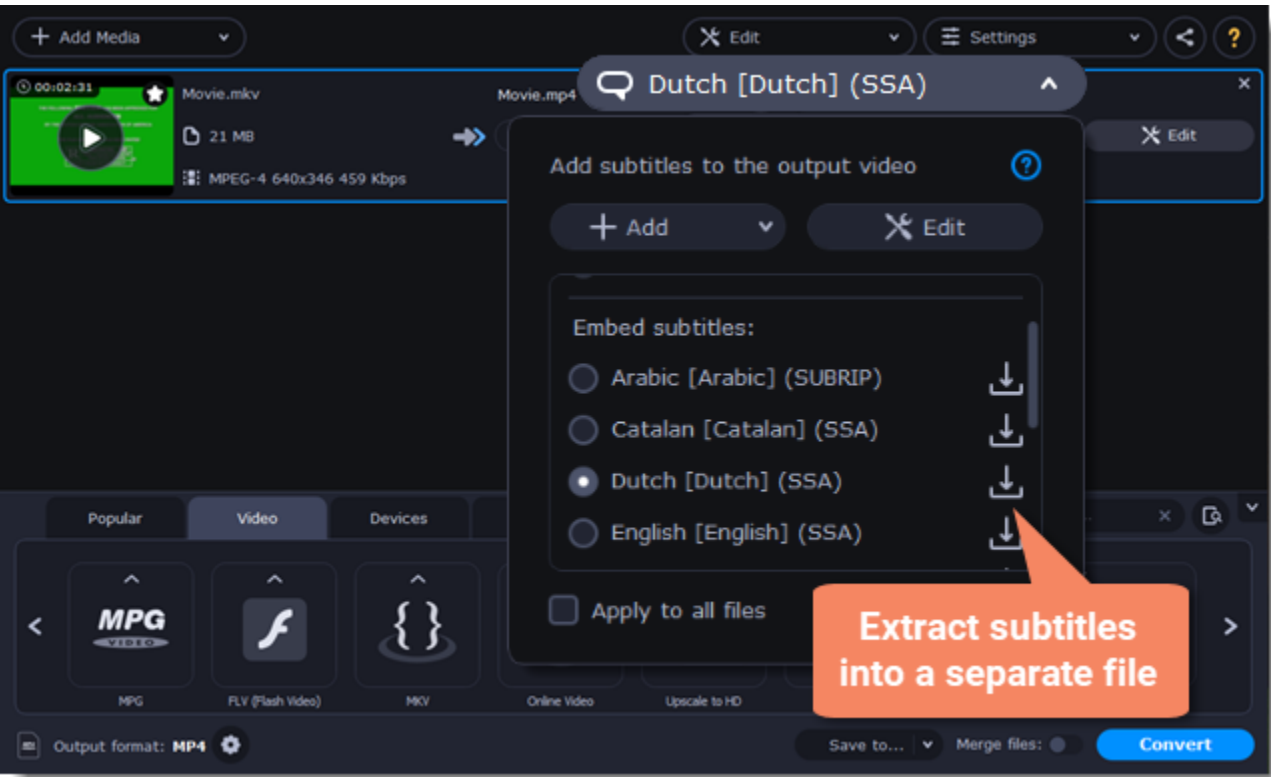 Add Media
Edit
Settings
?
00:02:31
Movie.mkv
21 MB
MPEG-4 640x346 459 Kbps
Movie.mp4
Dutch [Dutch] (SSA)
Edit
Add subtitles to the output video
?
Add
Edit
Embed subtitles:
Arabic [Arabic] (SUBRIP)
Catalan [Catalan] (SSA)
Dutch [Dutch] (SSA)
English [English] (SSA)
Apply to all files
Extract subtitles
into a separate file
Popular
Video
Devices
MPG
VIDEO
MPG
FLV (Flash Video)
MKV
Online Video
Upscale to HD
Output format: MP4
Save to...
Merge files:
Convert